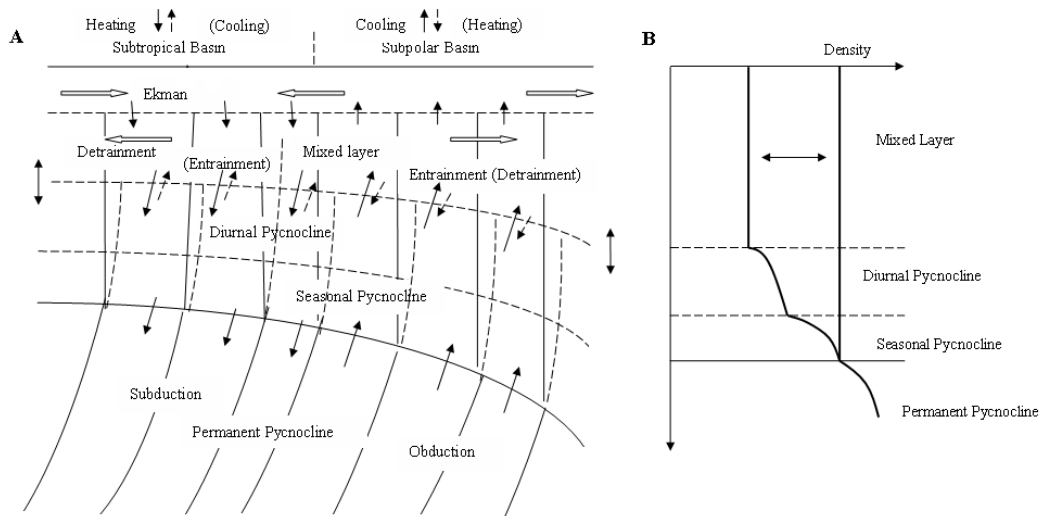 Heating (Cooling) Cooling (Heating)
A
Subtropical Basin Subpolar Basin
Ekman
Detrainment (Entrainment) Mixed layer Entrainment (Detrainment)
Diurnal Pycnocline
Seasonal Pycnocline
Subduction
Permanent Pycnocline
Obduction
B
Density
Mixed Layer
Diurnal Pycnocline
Seasonal Pycnocline
Permanent Pycnocline